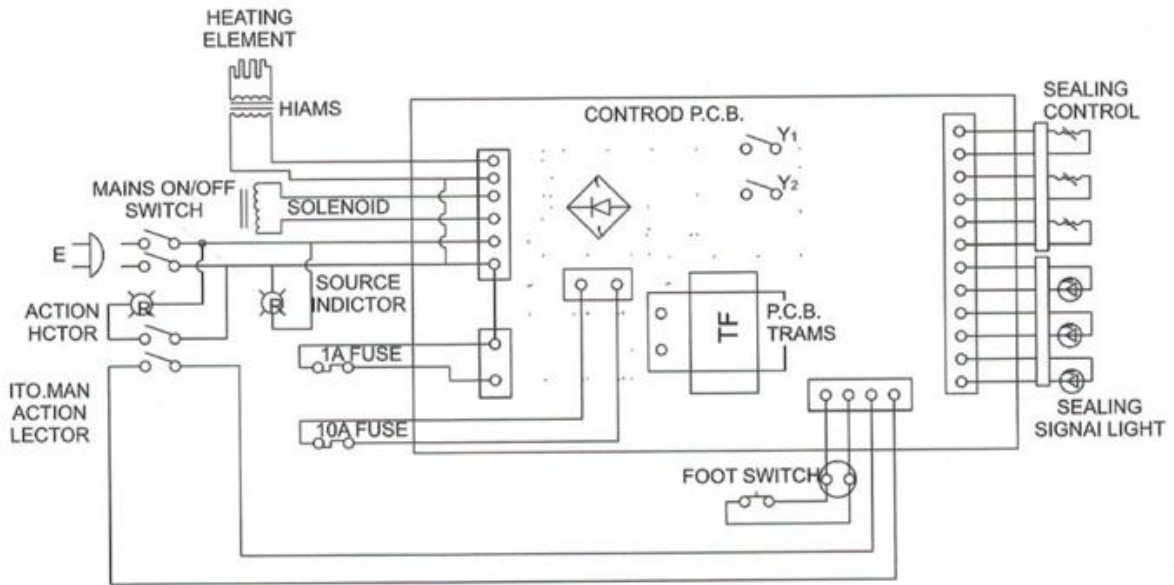 HEATING
ELEMENT
HIAMS
CONTROD P.C.B.
SEALING
CONTROL
Y1
Y2
MAINS ON/OFF
SWITCH
SOLENOID
E
SOURCE
INDICTOR
R
R
ACTION
HCTOR
1A FUSE
TF
P.C.B.
TRAMS
ITO.MAN
ACTION
LECTOR
10A FUSE
SEALING
SIGNAI LIGHT
FOOT SWITCH